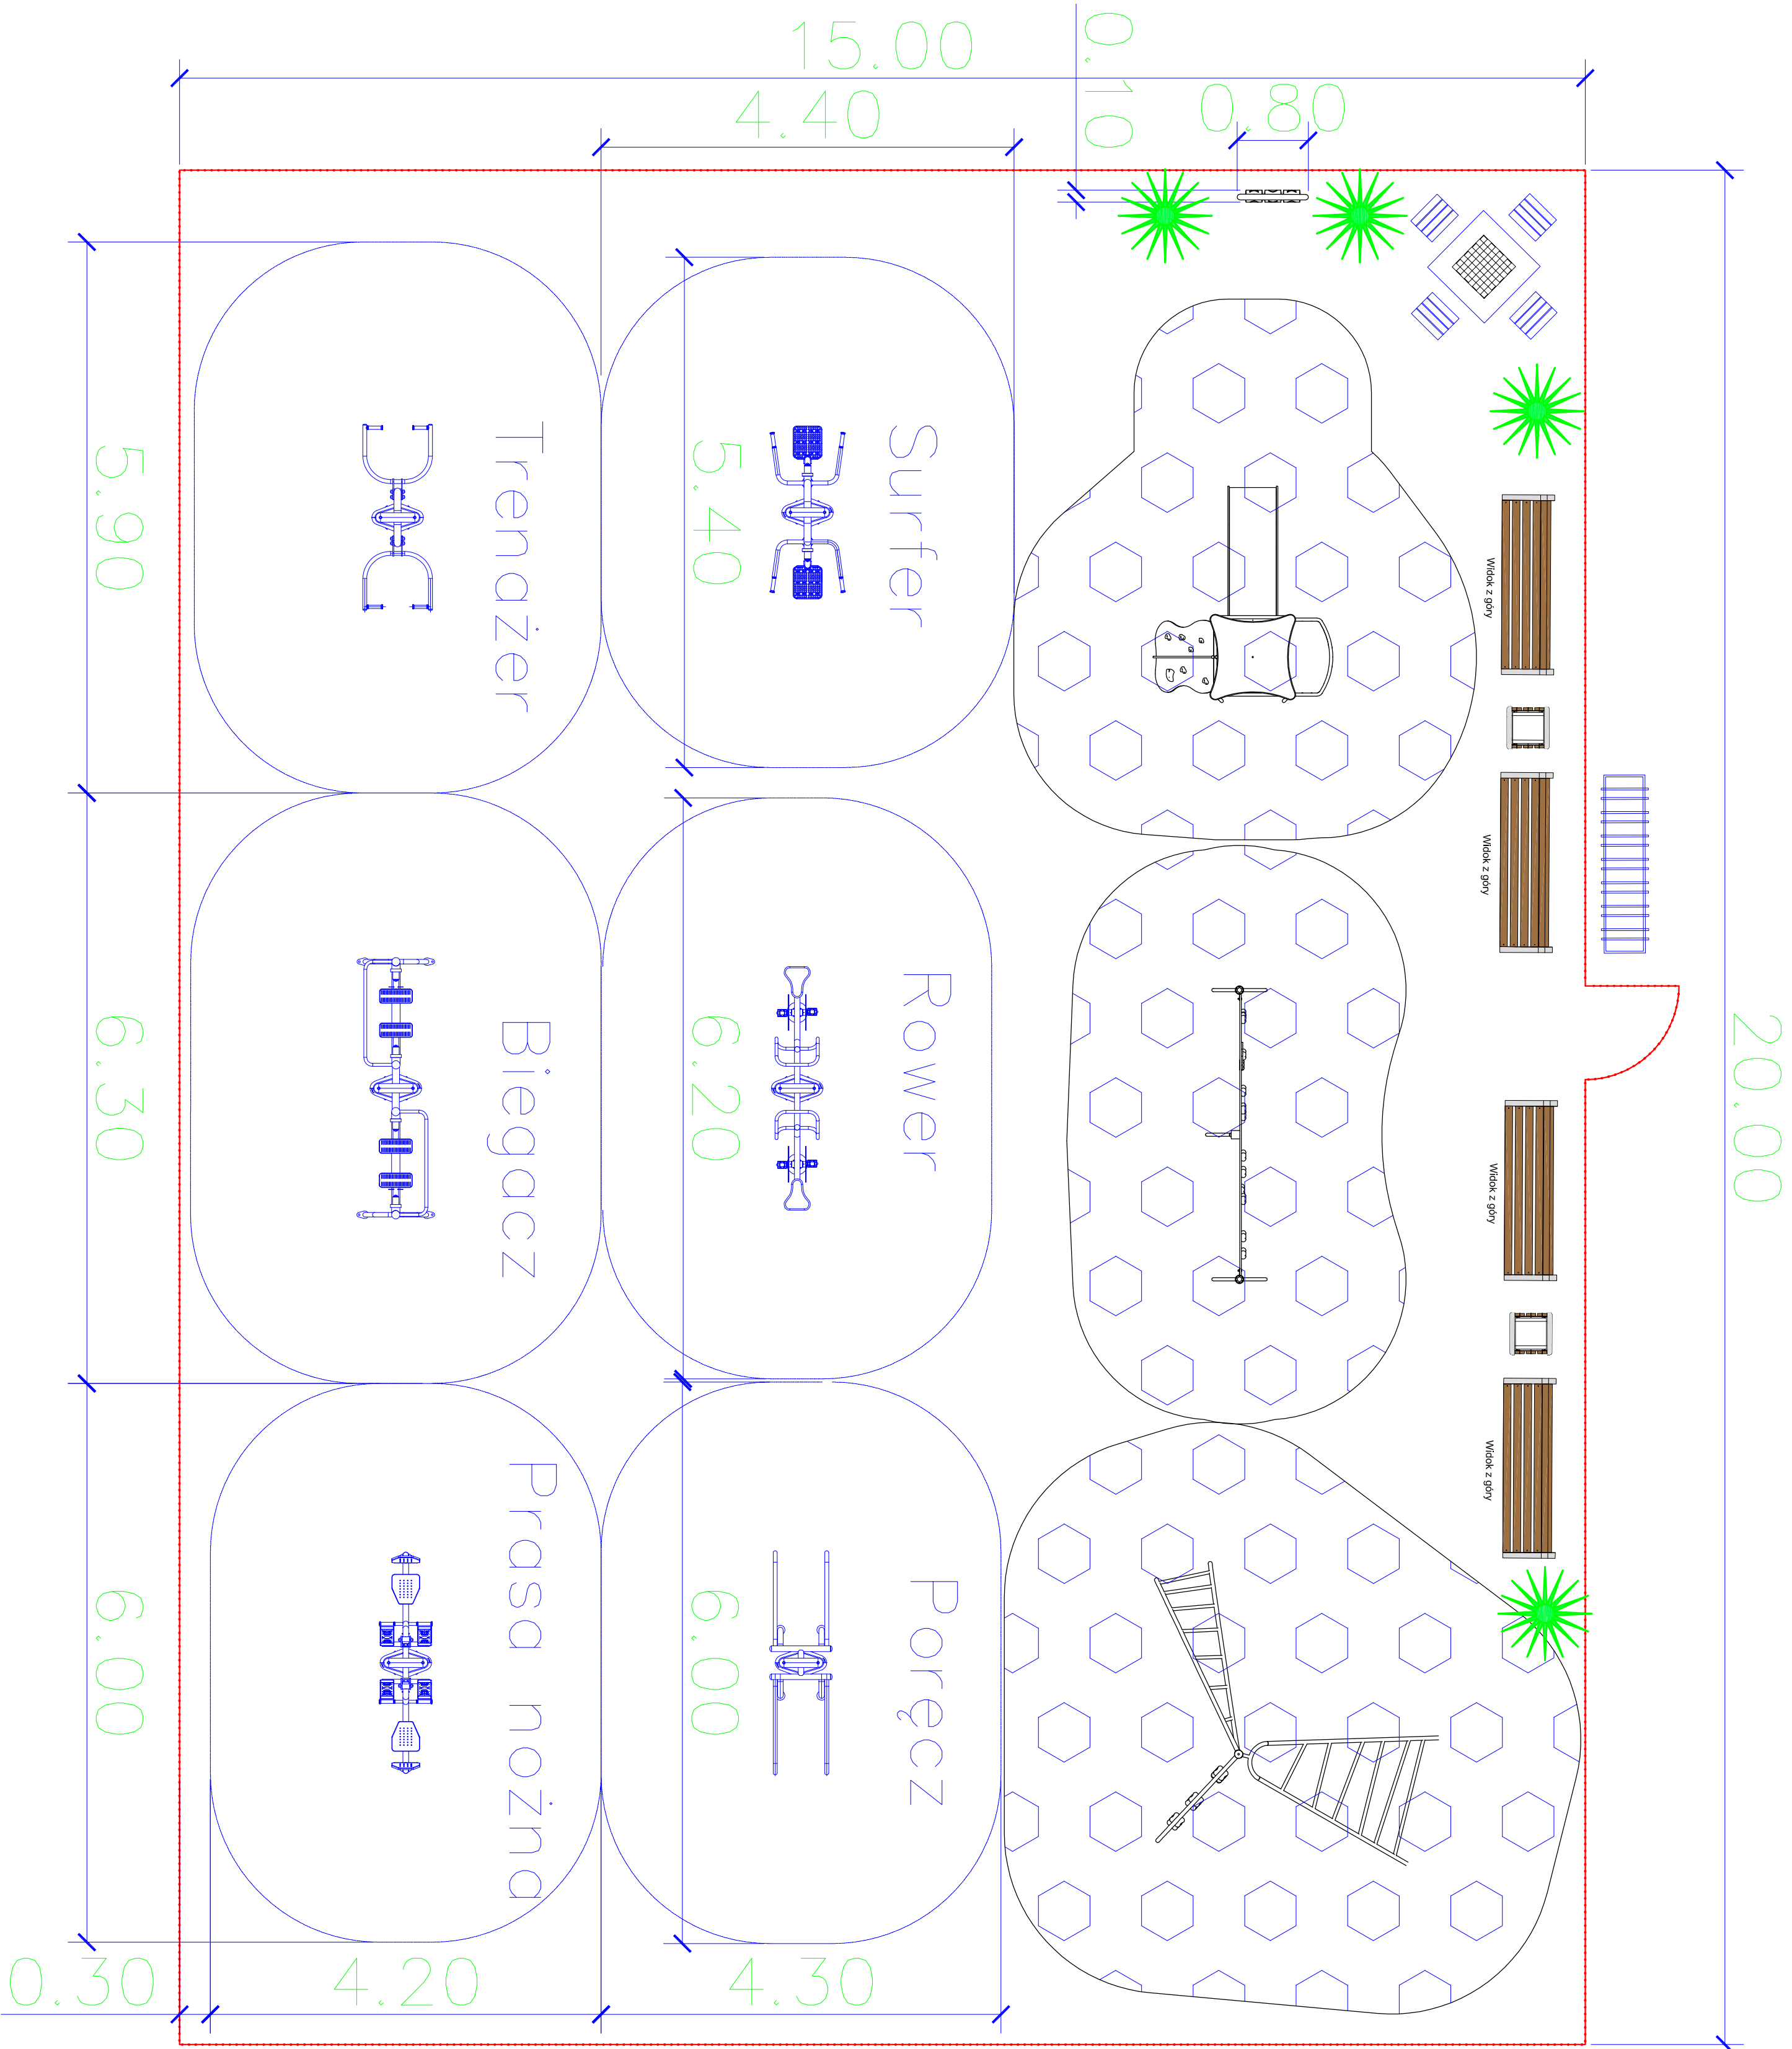 15.00
4.40
0.10
0.80
20.00
5.90
Trenażer
5.40
Surfer
Widok z góry
Widok z góry
6.30
Biegacz
6.20
Rower
Widok z góry
Widok z góry
6.00
Prasa nożna
6.00
Poręcz
0.30
4.20
4.30